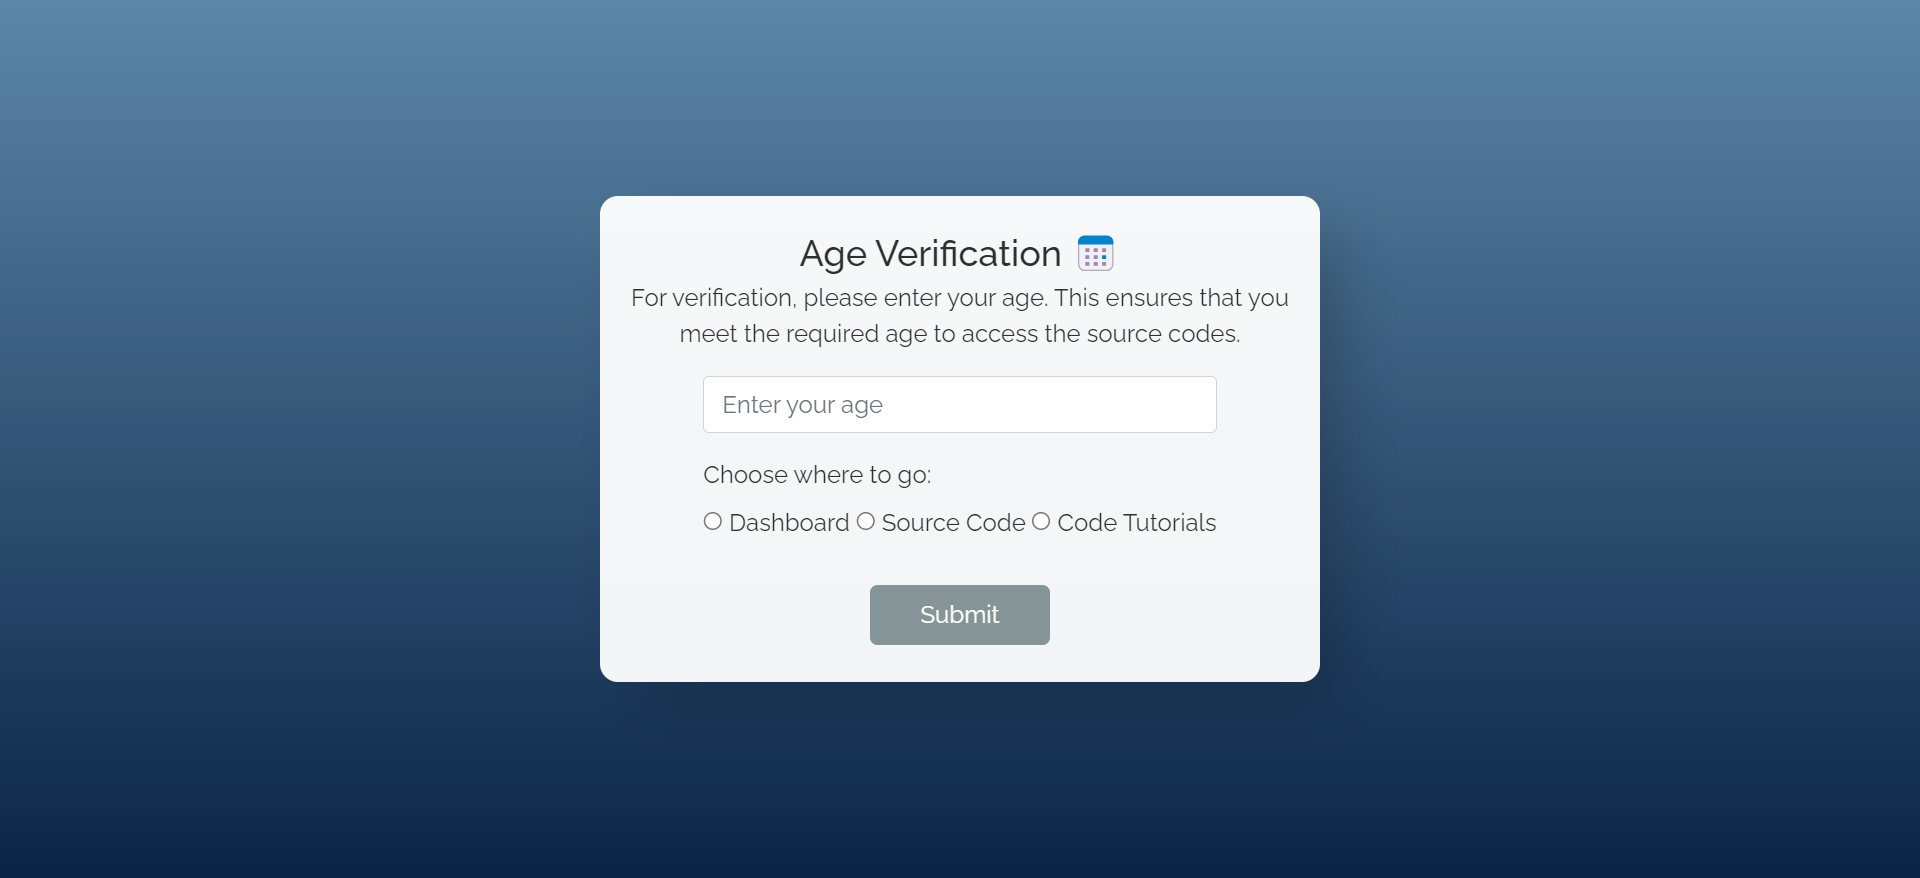 Age Verification
For verification, please enter your age. This ensures that you
meet the required age to access the source codes.
Enter your age
Choose where to go:
Dashboard Source Code Code Tutorials
Submit